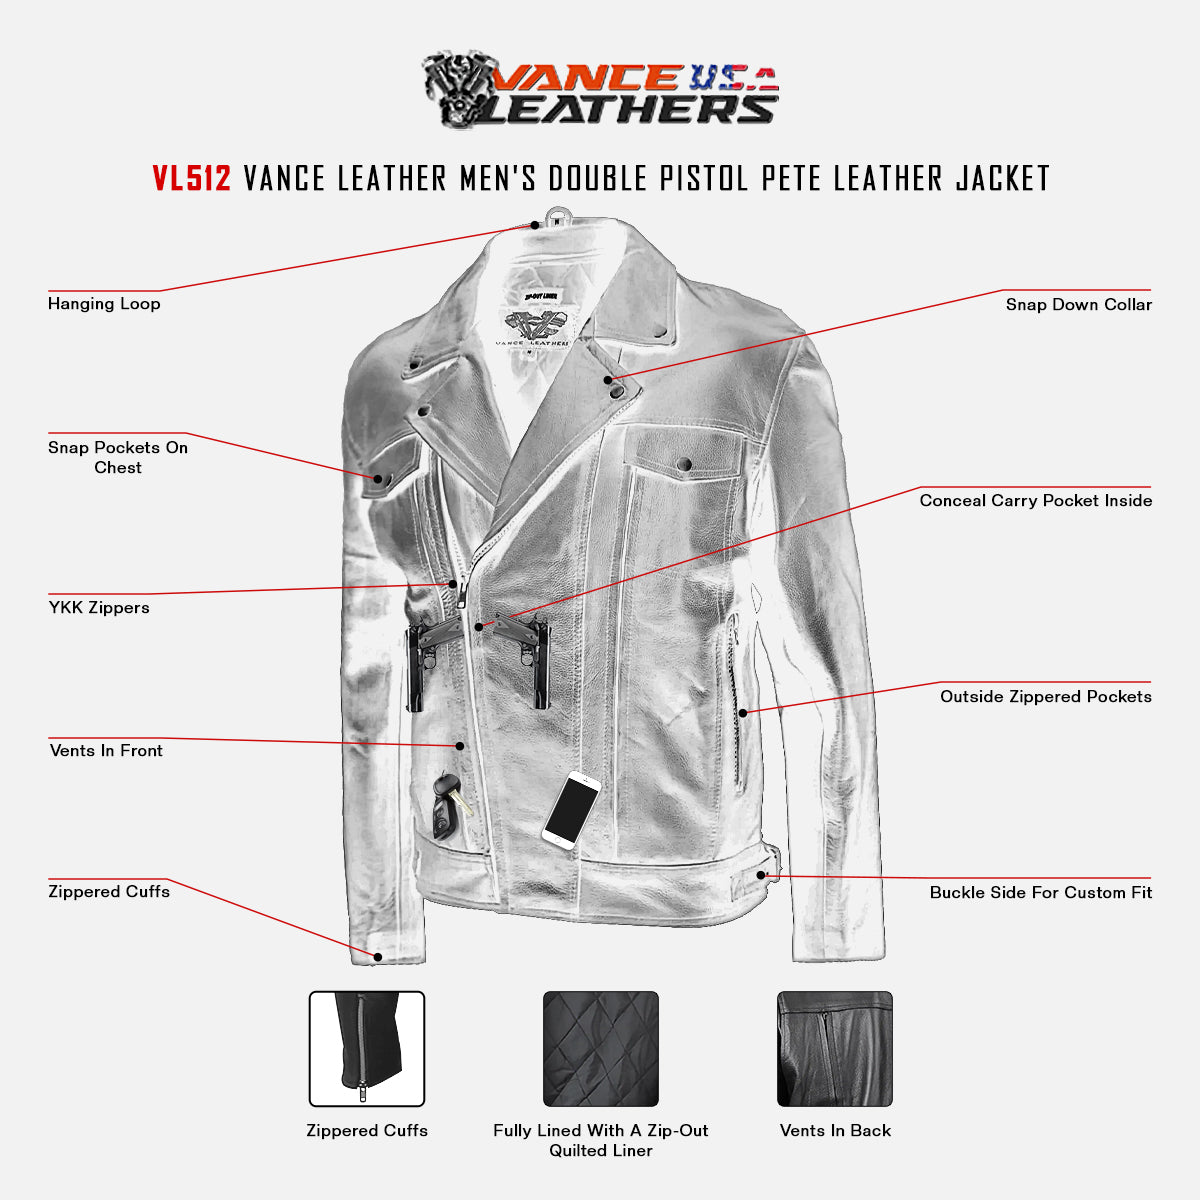 VANCE USA
LEATHERS
VL512 VANCE LEATHER MEN'S DOUBLE PISTOL PETE LEATHER JACKET
Hanging Loop
ZIP-OUT LINER
VANCE LEATHERS
M
Snap Down Collar
Snap Pockets On
Chest
Conceal Carry Pocket Inside
YKK Zippers
Outside Zippered Pockets
Vents In Front
Zippered Cuffs
Buckle Side For Custom Fit
Zippered Cuffs
Fully Lined With A Zip-Out
Quilted Liner
Vents In Back